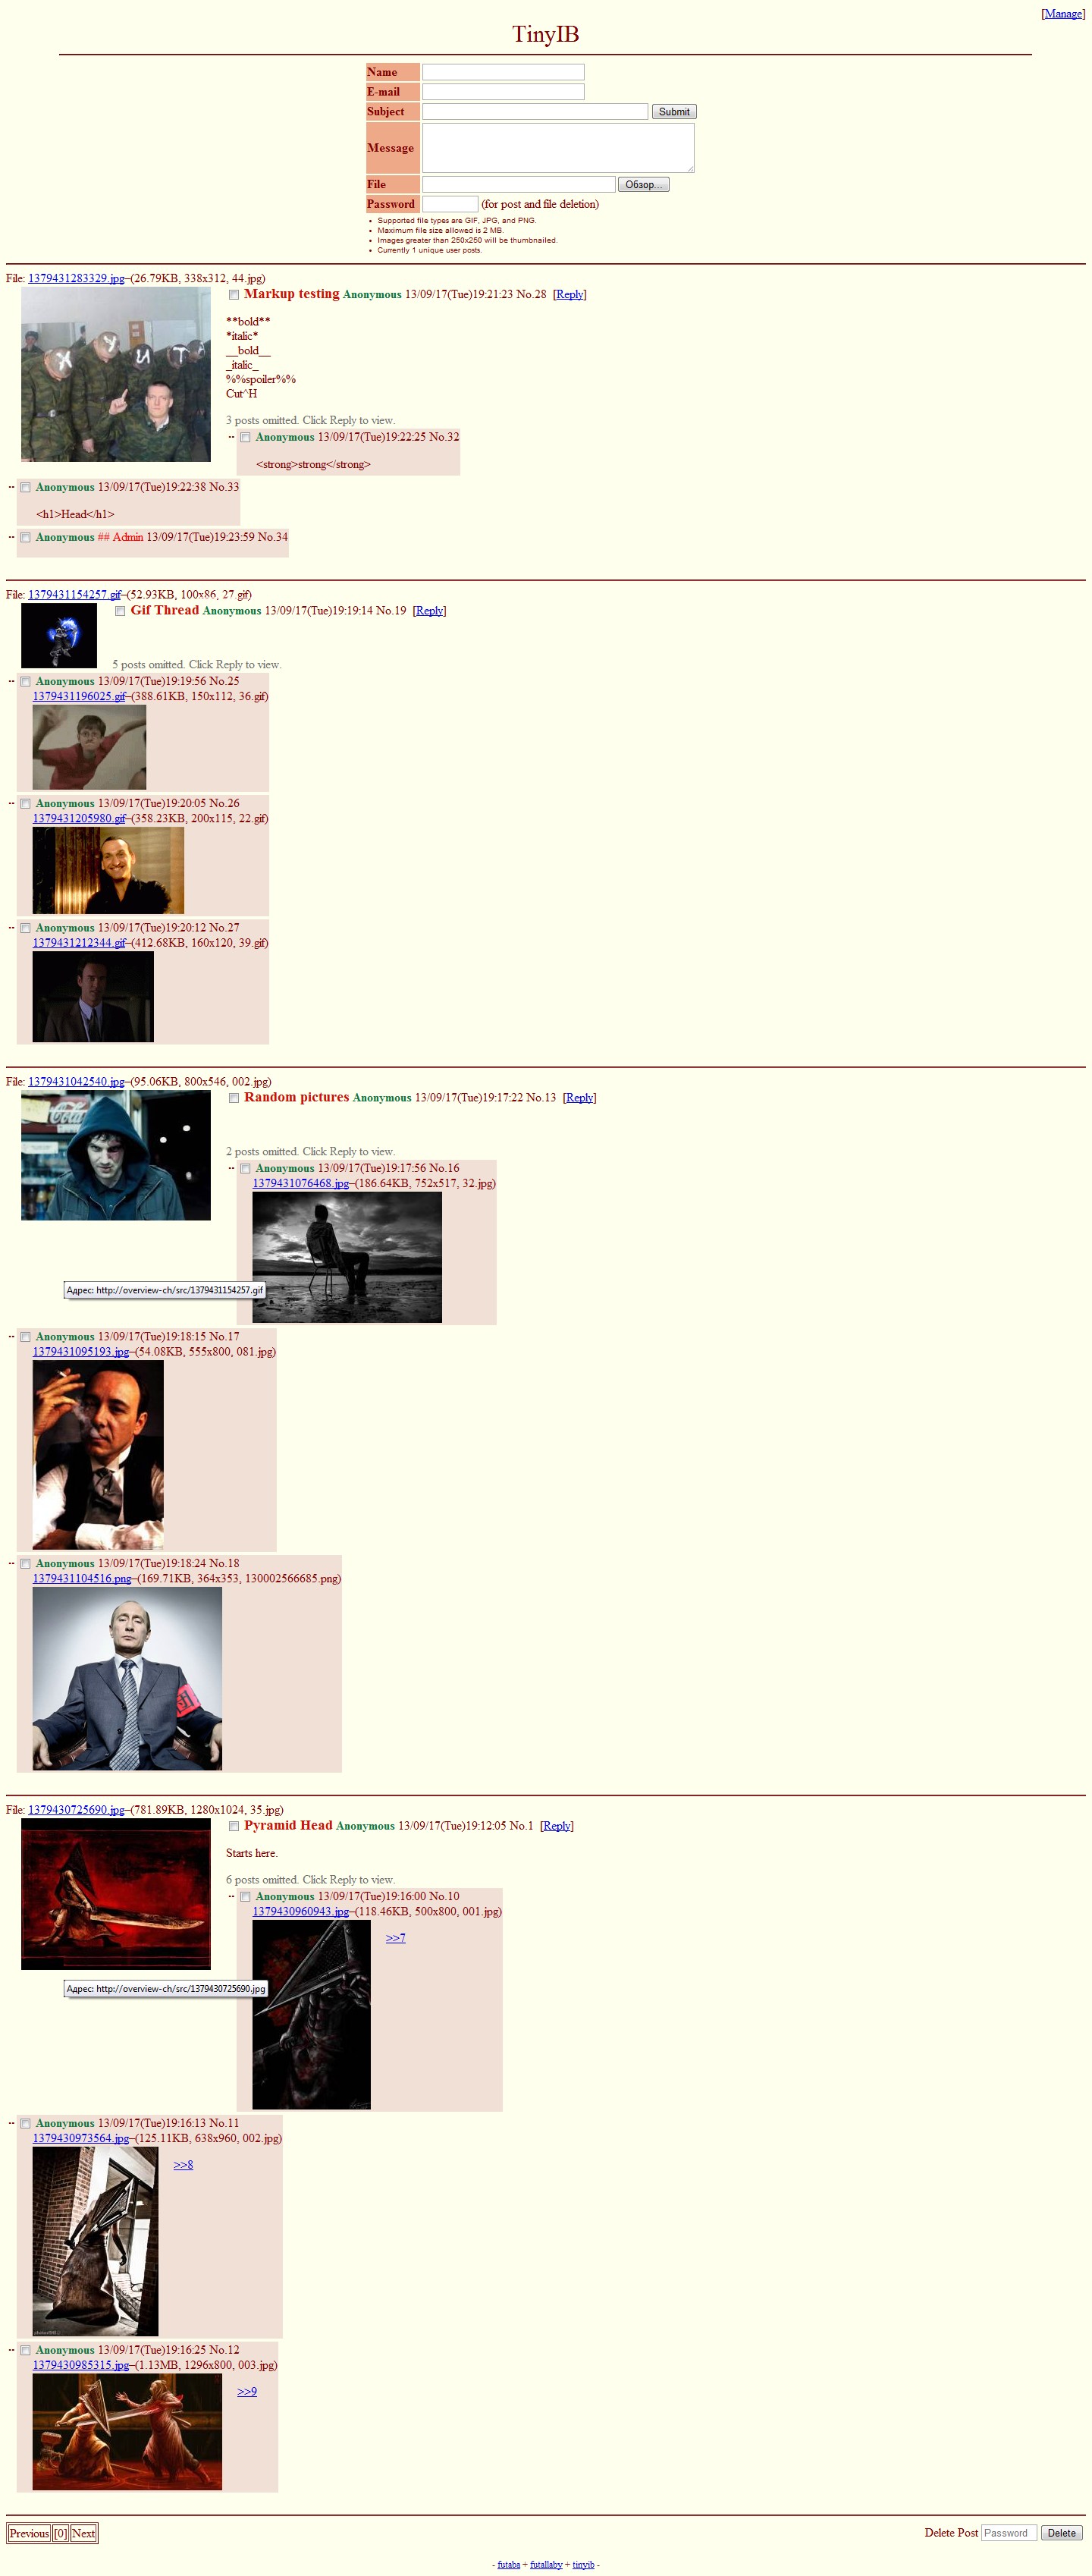 [Manage]
TinyIB
Name
E-mail
Subject Submit
Message
File Обзор...
Password (for post and file deletion)
• Supported file types are GIF, JPG, and PNG.
• Maximum file size allowed is 2 MB.
• Images greater than 250x250 will be thumbnailed.
• Currently 1 unique user posts.
File: 1379431283329.jpg–(26.79KB, 338x312, 44.jpg)
Markup testing Anonymous 13/09/17(Tue)19:21:23 No.28 [Reply]
**bold**
*italic*
__bold__
_italic_
%%spoiler%%
Cut^H
3 posts omitted. Click Reply to view.
Anonymous 13/09/17(Tue)19:22:25 No.32
<strong>strong</strong>
Anonymous 13/09/17(Tue)19:22:38 No.33
<h1>Head</h1>
Anonymous ## Admin 13/09/17(Tue)19:23:59 No.34
File: 1379431154257.gif–(52.93KB, 100x86, 27.gif)
Gif Thread Anonymous 13/09/17(Tue)19:19:14 No.19 [Reply]
5 posts omitted. Click Reply to view.
Anonymous 13/09/17(Tue)19:19:56 No.25
1379431196025.gif–(388.61KB, 150x112, 36.gif)
Anonymous 13/09/17(Tue)19:20:05 No.26
1379431205980.gif–(358.23KB, 200x115, 22.gif)
Anonymous 13/09/17(Tue)19:20:12 No.27
1379431212344.gif–(412.68KB, 160x120, 39.gif)
File: 1379431042540.jpg–(95.06KB, 800x546, 002.jpg)
Random pictures Anonymous 13/09/17(Tue)19:17:22 No.13 [Reply]
Coca
2 posts omitted. Click Reply to view.
Anonymous 13/09/17(Tue)19:17:56 No.16
1379431076468.jpg–(186.64KB, 752x517, 32.jpg)
Адрес: http://overview-ch/src/1379431154257.gif
Anonymous 13/09/17(Tue)19:18:15 No.17
1379431095193.jpg–(54.08KB, 555x800, 081.jpg)
Anonymous 13/09/17(Tue)19:18:24 No.18
1379431104516.png–(169.71KB, 364x353, 130002566685.png)
File: 1379430725690.jpg–(781.89KB, 1280x1024, 35.jpg)
Pyramid Head Anonymous 13/09/17(Tue)19:12:05 No.1 [Reply]
Starts here.
6 posts omitted. Click Reply to view.
Anonymous 13/09/17(Tue)19:16:00 No.10
1379430960943.jpg–(118.46KB, 500x800, 001.jpg)
>>7
Адрес: http://overview-ch/src/1379430725690.jpg
Anonymous 13/09/17(Tue)19:16:13 No.11
1379430973564.jpg–(125.11KB, 638x960, 002.jpg)
>>8
Anonymous 13/09/17(Tue)19:16:25 No.12
1379430985315.jpg–(1.13MB, 1296x800, 003.jpg)
>>9
Previous [0] Next Delete Post Password Delete
- futaba + futallaby + tinyib -